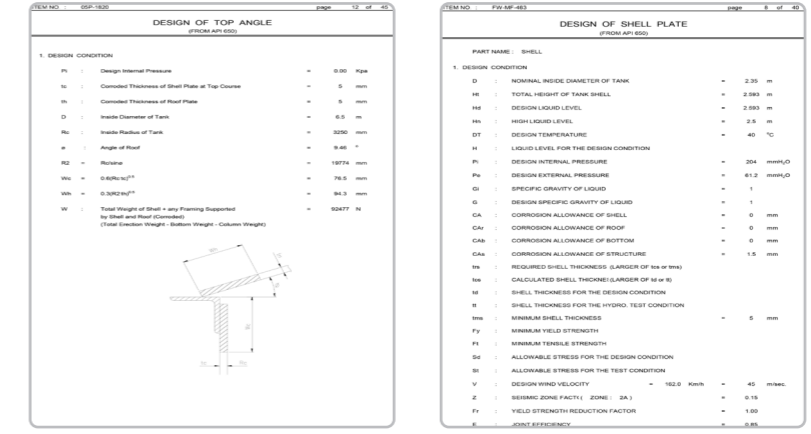 ITEM NO : 05P-1820 page 12 of 45
DESIGN OF TOP ANGLE
(FROM API 650)
1. DESIGN CONDITION
Pi : Design Internal Pressure = 0.00 Kpa
tc : Corroded Thickness of Shell Plate at Top Course = 5 mm
th : Corroded Thickness of Roof Plate = 5 mm
D : Inside Diameter of Tank = 6.5 m
Rc : Inside Radius of Tank = 3250 mm
ø : Angle of Roof = 9.46 °
R2 = Rc/sinø = 19774 mm
Wc = 0.6(Rc tc)^0.5 = 76.5 mm
Wh = 0.3(R2 th)^0.5 = 94.3 mm
W : Total Weight of Shell + any Framing Supported = 92477 N
by Shell and Roof (Corroded)
(Total Erection Weight - Bottom Weight - Column Weight)
ITEM NO : FW-MF-483 page 8 of 40
DESIGN OF SHELL PLATE
(FROM API 650)
PART NAME : SHELL
1. DESIGN CONDITION
D : NOMINAL INSIDE DIAMETER OF TANK = 2.35 m
Ht : TOTAL HEIGHT OF TANK SHELL = 2.593 m
Hd : DESIGN LIQUID LEVEL = 2.593 m
Hn : HIGH LIQUID LEVEL = 2.5 m
DT : DESIGN TEMPERATURE = 40 °C
H : LIQUID LEVEL FOR THE DESIGN CONDITION
Pi : DESIGN INTERNAL PRESSURE = 204 mmH2O
Pe : DESIGN EXTERNAL PRESSURE = 61.2 mmH2O
Gi : SPECIFIC GRAVITY OF LIQUID = 1
G : DESIGN SPECIFIC GRAVITY OF LIQUID = 1
CA : CORROSION ALLOWANCE OF SHELL = 0 mm
CAr : CORROSION ALLOWANCE OF ROOF = 0 mm
CAb : CORROSION ALLOWANCE OF BOTTOM = 0 mm
CAs : CORROSION ALLOWANCE OF STRUCTURE = 1.5 mm
trs : REQUIRED SHELL THICKNESS (LARGER OF tcs or tms)
tcs : CALCULATED SHELL THICKNE (LARGER OF td or tt)
td : SHELL THICKNESS FOR THE DESIGN CONDITION
tt : SHELL THICKNESS FOR THE HYDRO. TEST CONDITION
tms : MINIMUM SHELL THICKNESS = 5 mm
Fy : MINIMUM YIELD STRENGTH
Ft : MINIMUM TENSILE STRENGTH
Sd : ALLOWABLE STRESS FOR THE DESIGN CONDITION
St : ALLOWABLE STRESS FOR THE TEST CONDITION
V : DESIGN WIND VELOCITY = 162.0 Km/h = 45 m/sec.
Z : SEISMIC ZONE FACT ( ZONE : 2A ) = 0.15
Fr : YIELD STRENGTH REDUCTION FACTOR = 1.00
E : JOINT EFFICIENCY = 0.85